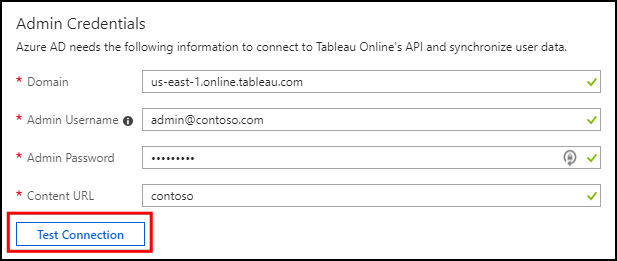 Admin Credentials
Azure AD needs the following information to connect to Tableau Online's API and synchronize user data.
* Domain us-east-1.online.tableau.com
* Admin Username admin@contoso.com
* Admin Password •••••••••
* Content URL contoso
Test Connection